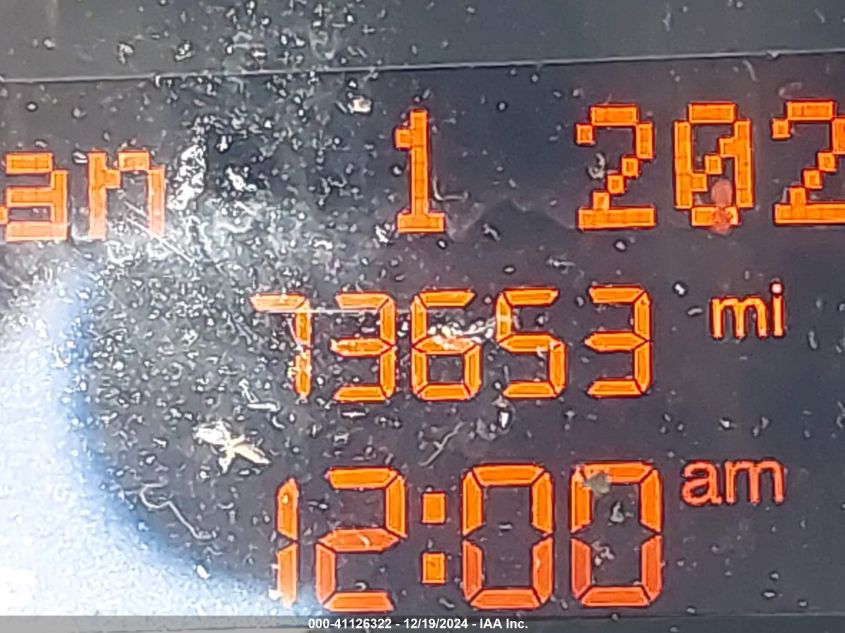 an 1 202
73653 mi
12:00 am
000-41126322 - 12/19/2024 - IAA Inc.